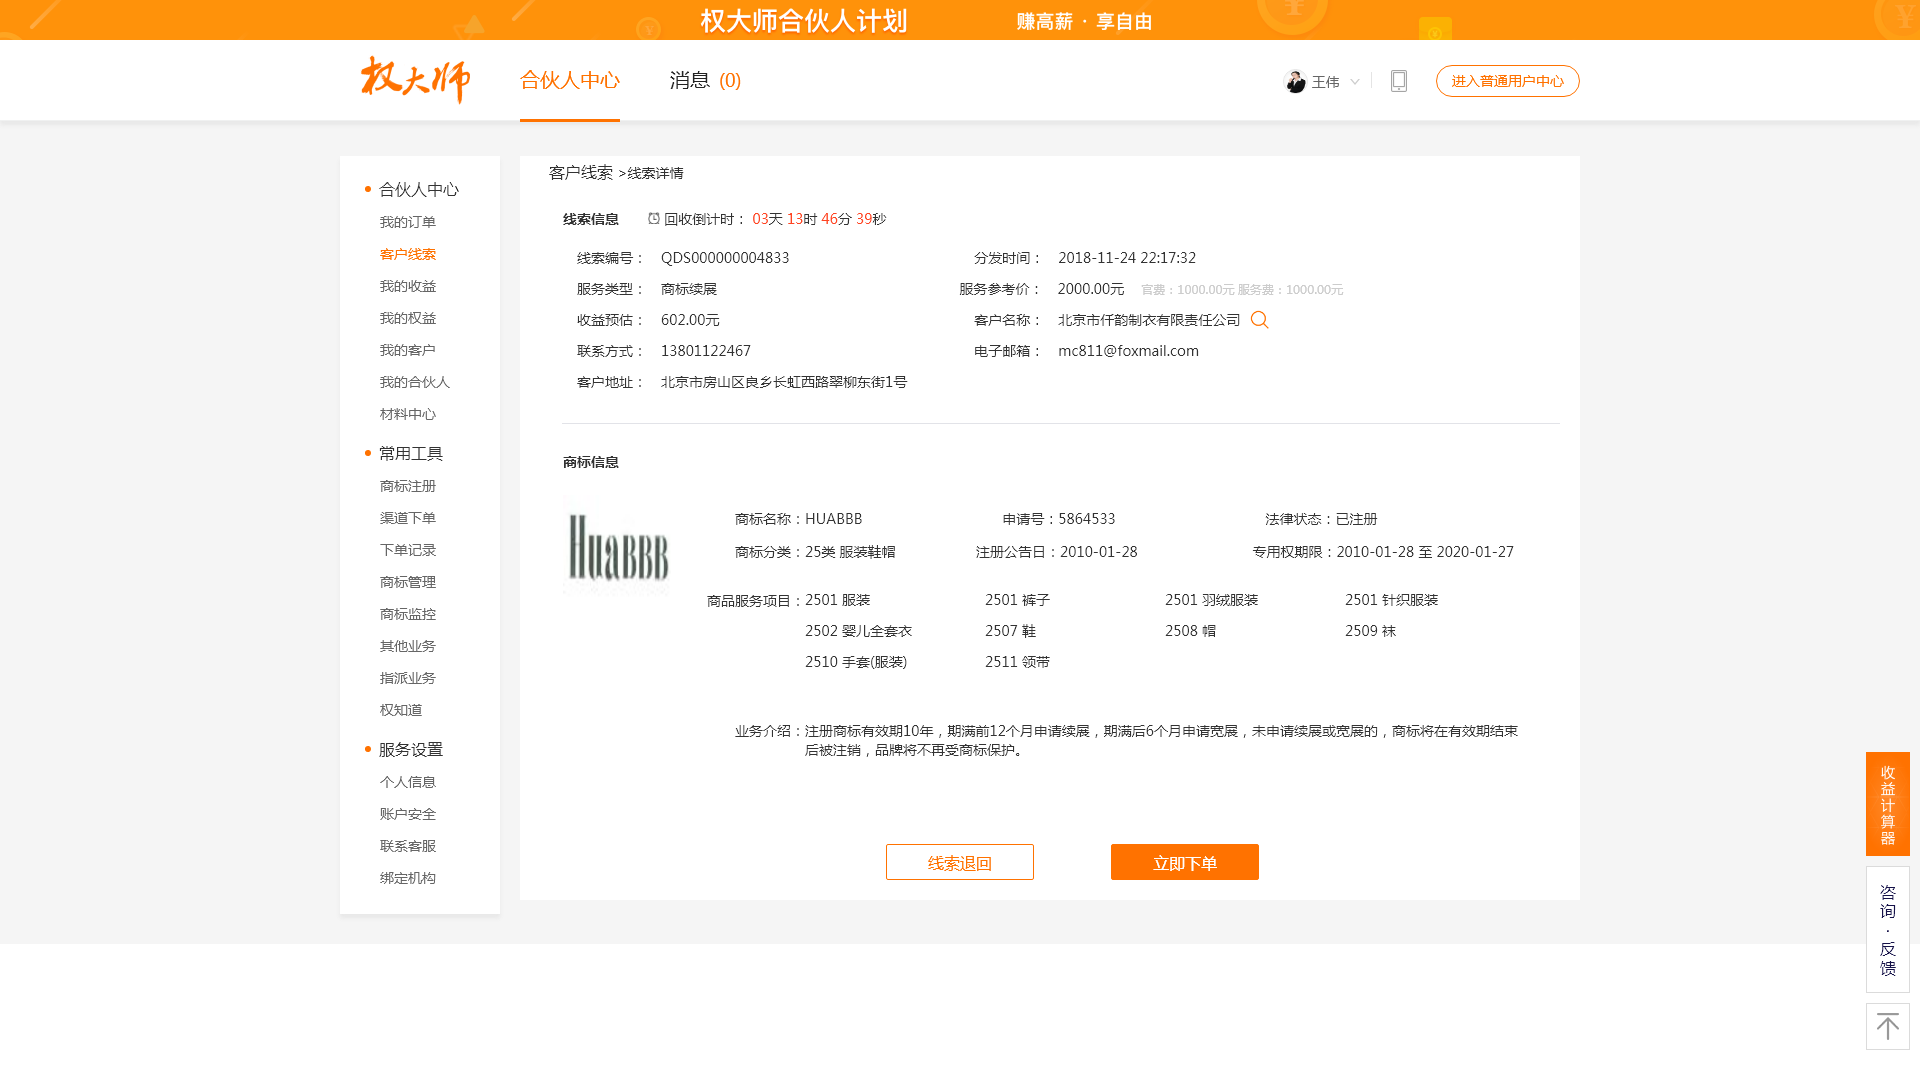 权大师合伙人计划 赚高薪 · 享自由
权大师 合伙人中心 消息 (0) 王伟 进入普通用户中心
合伙人中心
我的订单
客户线索
我的收益
我的权益
我的客户
我的合伙人
材料中心
常用工具
商标注册
渠道下单
下单记录
商标管理
商标监控
其他业务
指派业务
权知道
服务设置
个人信息
账户安全
联系客服
绑定机构
客户线索 >线索详情
线索信息 回收倒计时: 03天 13时 46分 39秒
线索编号: QDS000000004833 分发时间: 2018-11-24 22:17:32
服务类型: 商标续展 服务参考价: 2000.00元 官费:1000.00元 服务费:1000.00元
收益预估: 602.00元 客户名称: 北京市仟韵制衣有限责任公司
联系方式: 13801122467 电子邮箱: mc811@foxmail.com
客户地址: 北京市房山区良乡长虹西路翠柳东街1号
商标信息
HUABBB
商标名称:HUABBB 申请号:5864533 法律状态:已注册
商标分类:25类 服装鞋帽 注册公告日:2010-01-28 专用权期限:2010-01-28 至 2020-01-27
商品服务项目:2501 服装 2501 裤子 2501 羽绒服装 2501 针织服装
2502 婴儿全套衣 2507 鞋 2508 帽 2509 袜
2510 手套(服装) 2511 领带
业务介绍:注册商标有效期10年,期满前12个月申请续展,期满后6个月申请宽展,未申请续展或宽展的,商标将在有效期结束
后被注销,品牌将不再受商标保护。
线索退回 立即下单
收益计算器
咨询·反馈